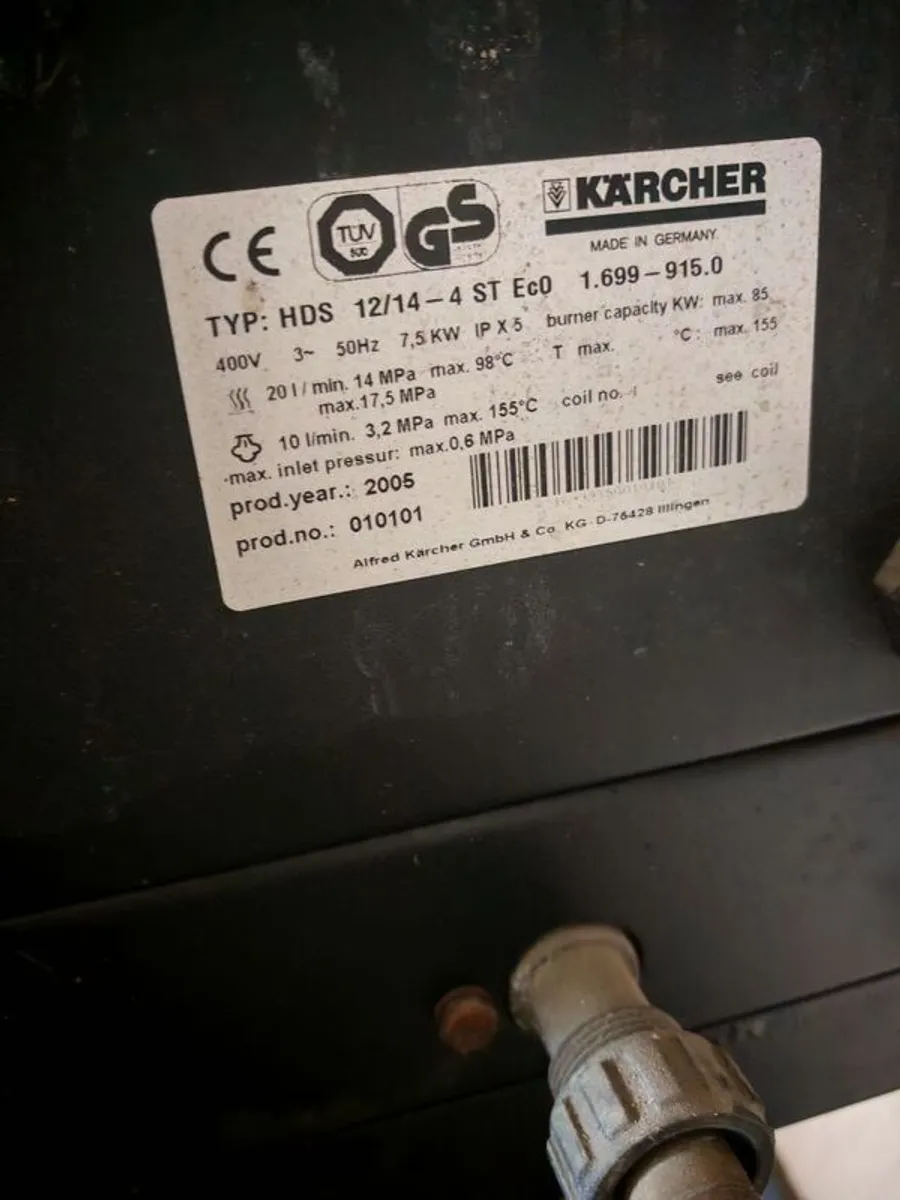 CE TÜV SÜD GS KÄRCHER
MADE IN GERMANY
TYP: HDS 12/14-4 ST Ec0 1.699-915.0
400V 3~ 50Hz 7,5 KW IP X 5 burner capacity KW: max. 85
20 l / min. 14 MPa max. 98°C T max. °C: max. 155
max.17,5 MPa
10 l/min. 3,2 MPa max. 155°C coil no. see coil
max. inlet pressur: max.0,6 MPa
prod.year.: 2005
prod.no.: 010101
Alfred Kärcher GmbH & Co. KG D-76428 Illingen